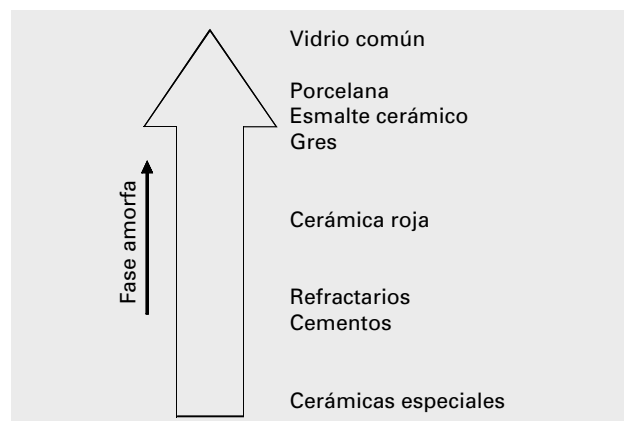 Vidrio común
Porcelana
Esmalte cerámico
Gres
Fase amorfa
Cerámica roja
Refractarios
Cementos
Cerámicas especiales